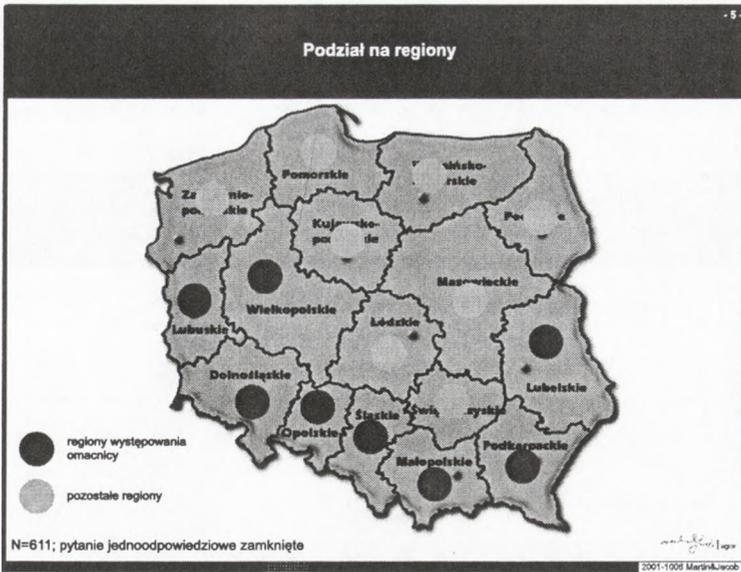 - 5 -
Podział na regiony
Pomorskie
Kujawsko-
Mazowieckie
Wielkopolskie
Lubuskie
Łódzkie
Lubelskie
Dolnośląskie
Opolskie
Śląskie
Małopolskie
Podkarpackie
regiony występowania
omacnicy
pozostałe regiony
N=611; pytanie jednoodpowiedziowe zamknięte
2001-1006 Martin&Jacob